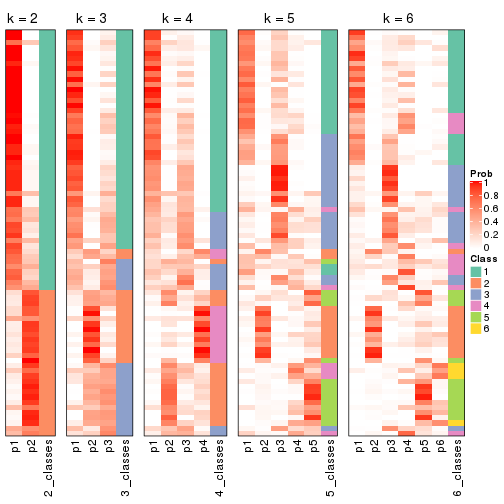 k = 2
k = 3
k = 4
k = 5
k = 6
p1
p2
2_classes
p1
p2
p3
3_classes
p1
p2
p3
p4
4_classes
p1
p2
p3
p4
p5
5_classes
p1
p2
p3
p4
p5
p6
6_classes
Prob
1
0.8
0.6
0.4
0.2
0
Class
1
2
3
4
5
6